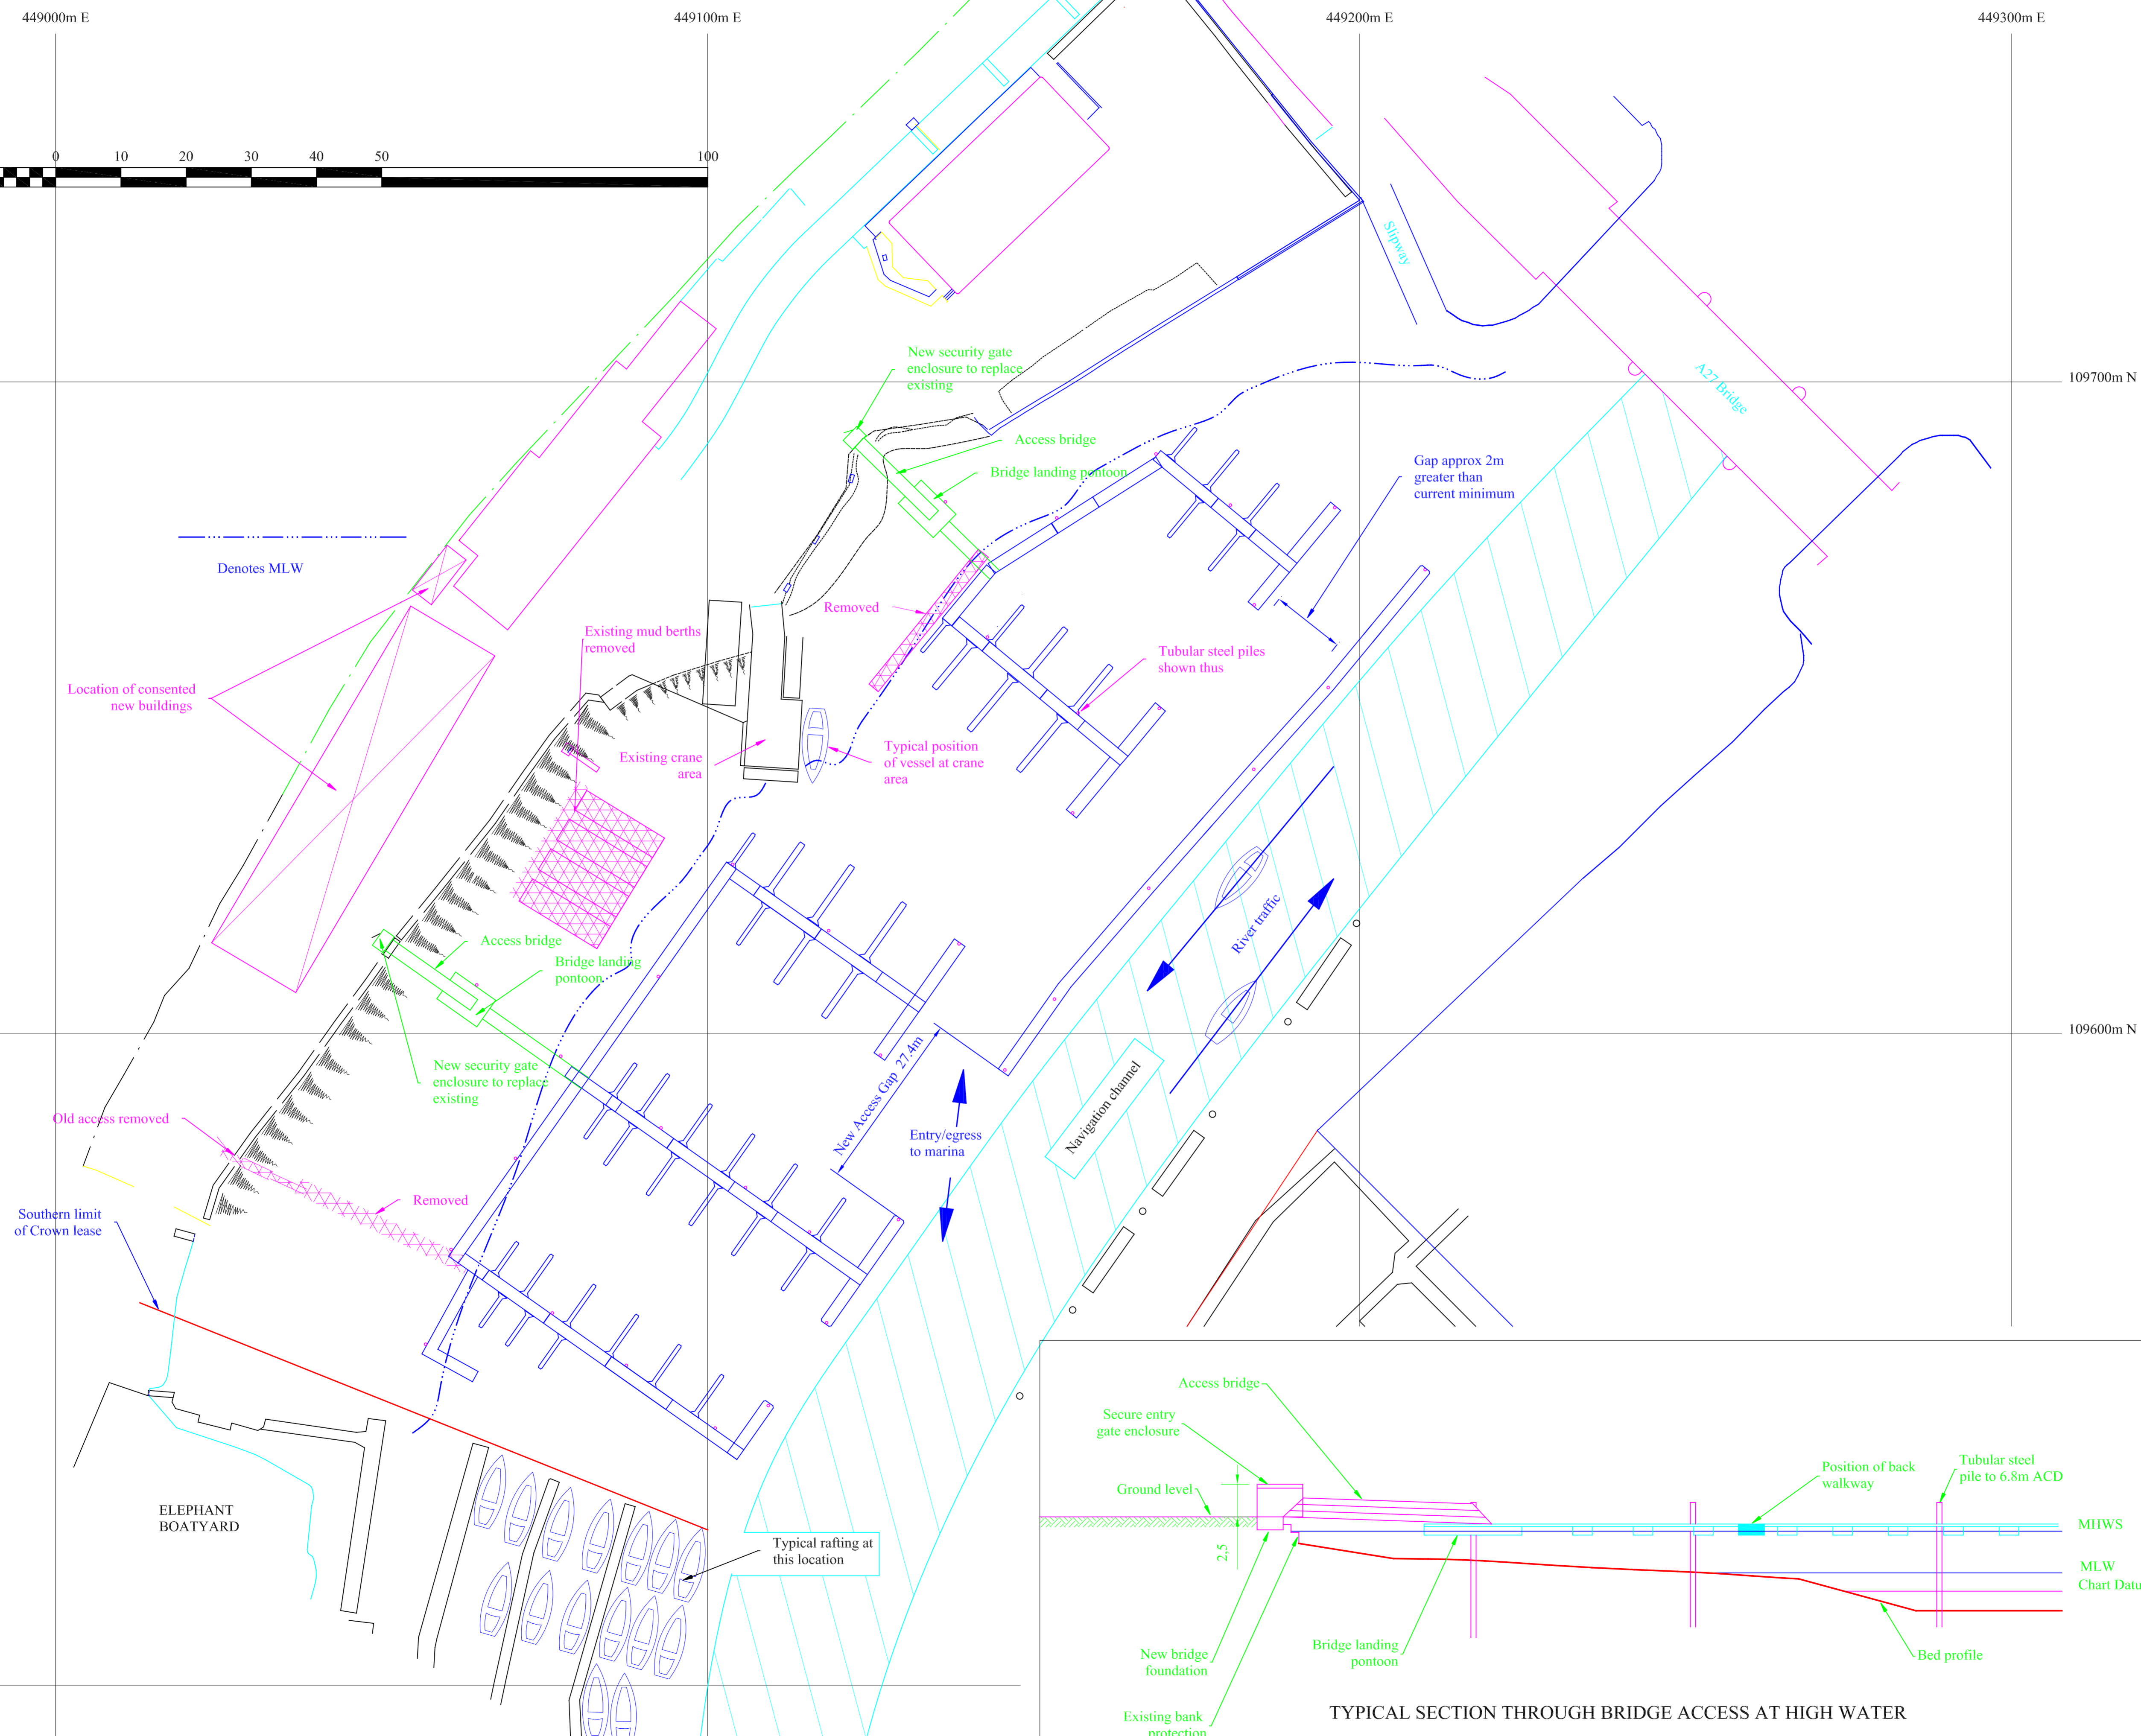 449000m E
449100m E
449200m E
449300m E
0 10 20 30 40 50 100
Slipway
New security gate
enclosure to replace
existing
109700m N
A27 Bridge
Access bridge
Bridge landing pontoon
Gap approx 2m
greater than
current minimum
Denotes MLW
Removed
Existing mud berths
removed
Tubular steel piles
shown thus
Location of consented
new buildings
Existing crane
area
Typical position
of vessel at crane
area
River traffic
Access bridge
Bridge landing
pontoon
109600m N
New security gate
enclosure to replace
existing
New Access Gap 27.4m
Navigation channel
Entry/egress
to marina
Old access removed
Removed
Southern limit
of Crown lease
ELEPHANT
BOATYARD
Typical rafting at
this location
Access bridge
Secure entry
gate enclosure
Ground level
Position of back
walkway
Tubular steel
pile to 6,8m ACD
MHWS
2,5
MLW
Chart Datu
New bridge
foundation
Bridge landing
pontoon
Bed profile
Existing bank
protection
TYPICAL SECTION THROUGH BRIDGE ACCESS AT HIGH WATER